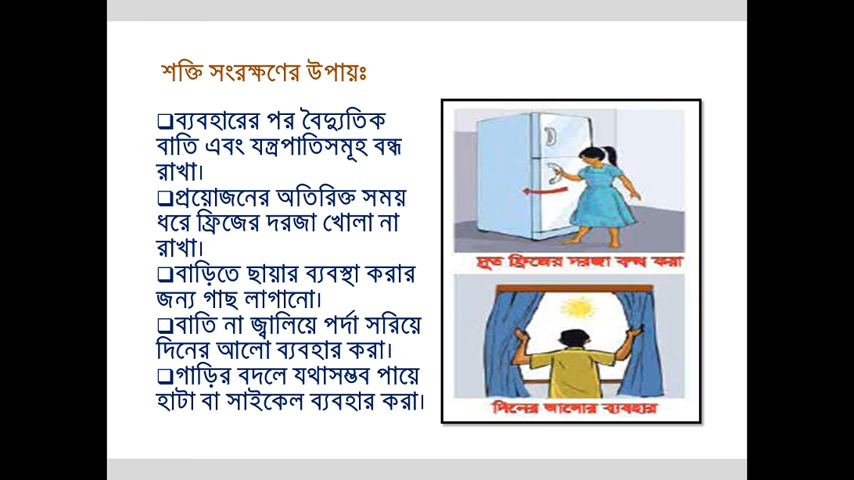 শক্তি সংরক্ষণের উপায়ঃ
❑ব্যবহারের পর বৈদ্যুতিক
বাতি এবং যন্ত্রপাতিসমূহ বন্ধ
রাখা।
❑প্রয়োজনের অতিরিক্ত সময়
ধরে ফ্রিজের দরজা খোলা না
রাখা।
❑বাড়িতে ছায়ার ব্যবস্থা করার
জন্য গাছ লাগানো।
❑বাতি না জ্বালিয়ে পর্দা সরিয়ে
দিনের আলো ব্যবহার করা।
❑গাড়ির বদলে যথাসম্ভব পায়ে
হাটা বা সাইকেল ব্যবহার করা।
দ্রুত ফ্রিজের দরজা বন্ধ করা
দিনের আলোর ব্যবহার